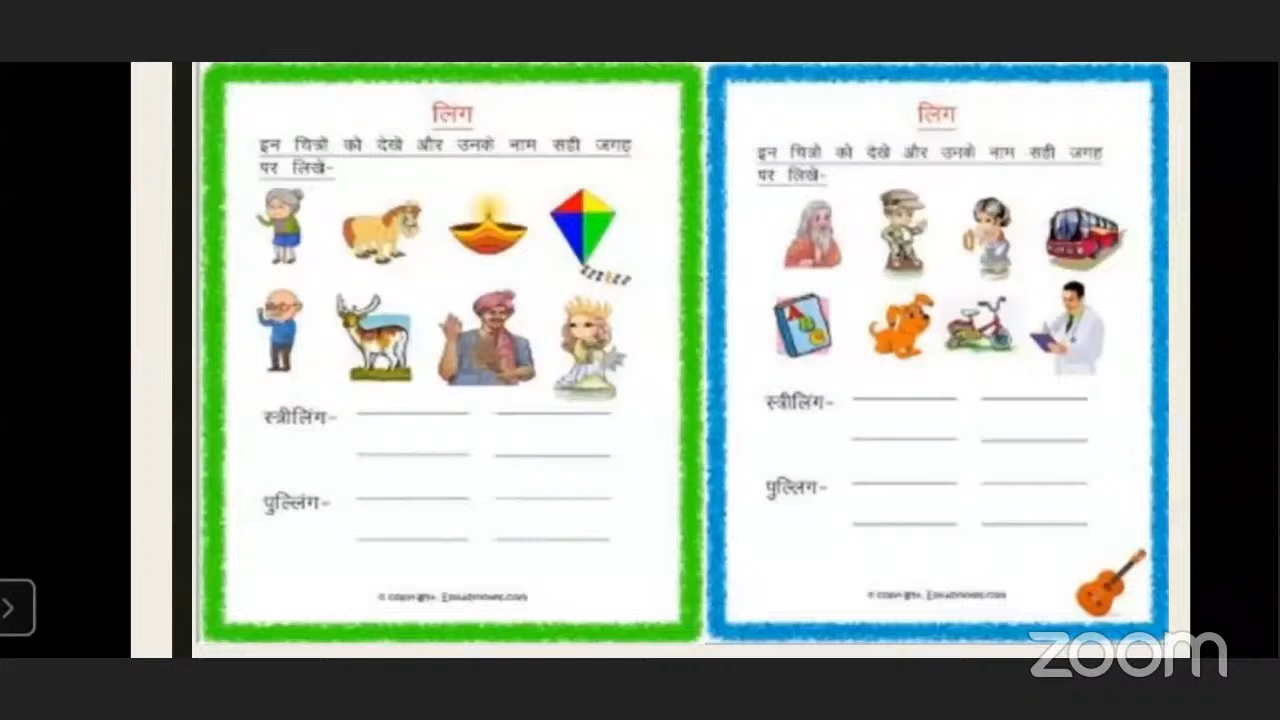 लिंग
इन चित्रो को देखे और उनके नाम सही जगह
पर लिखे-
स्त्रीलिंग-
पुल्लिंग-
लिंग
इन चित्रो को देखे और उनके नाम सही जगह
पर लिखे-
स्त्रीलिंग-
पुल्लिंग-
zoom